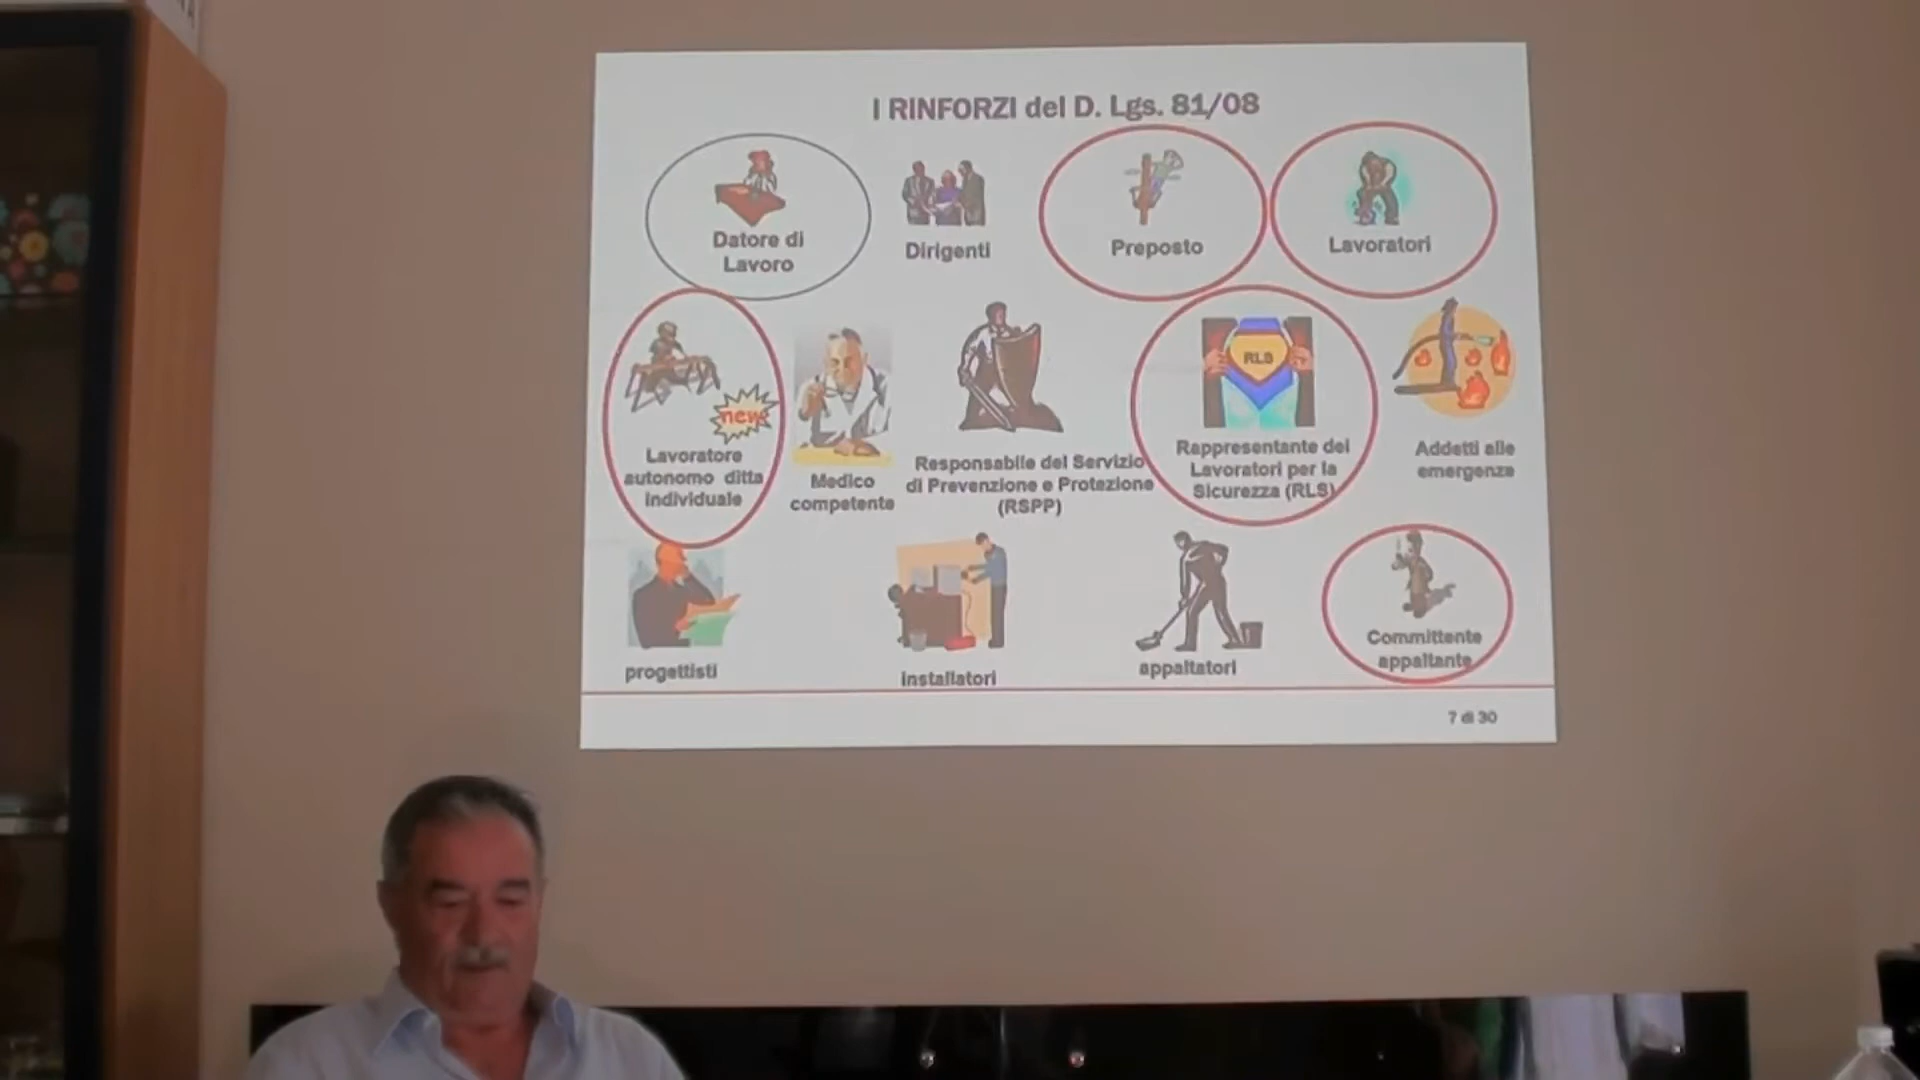 I RINFORZI del D. Lgs. 81/08
Datore di
Lavoro
Dirigenti
Preposto
Lavoratori
new
Lavoratore
autonomo ditta
individuale
Medico
competente
Responsabile del Servizio
di Prevenzione e Protezione
(RSPP)
RLS
Rappresentante dei
Lavoratori per la
Sicurezza (RLS)
Addetti alle
emergenze
progettisti
installatori
appaltatori
Committente
appaltante
7 di 30